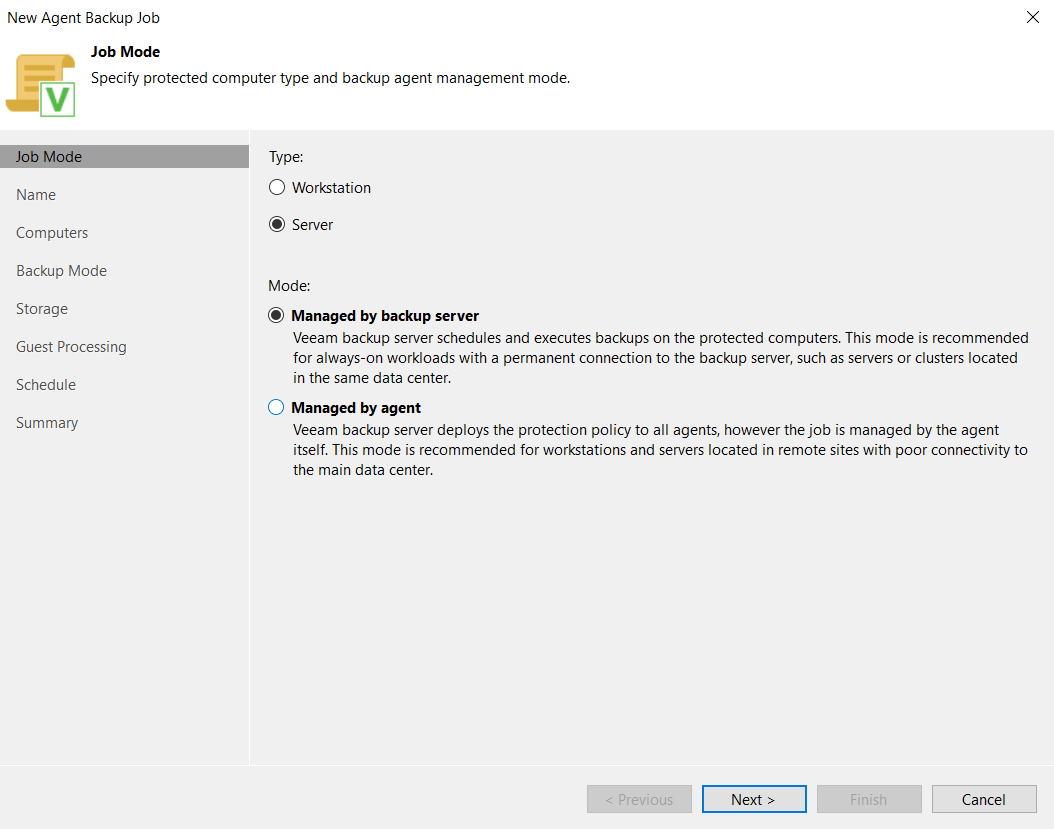 New Agent Backup Job
Job Mode
Specify protected computer type and backup agent management mode.
V
Job Mode
Name
Computers
Backup Mode
Storage
Guest Processing
Schedule
Summary
Type:
Workstation
Server
Mode:
Managed by backup server
Veeam backup server schedules and executes backups on the protected computers. This mode is recommended
for always-on workloads with a permanent connection to the backup server, such as servers or clusters located
in the same data center.
Managed by agent
Veeam backup server deploys the protection policy to all agents, however the job is managed by the agent
itself. This mode is recommended for workstations and servers located in remote sites with poor connectivity to
the main data center.
< Previous
Next >
Finish
Cancel